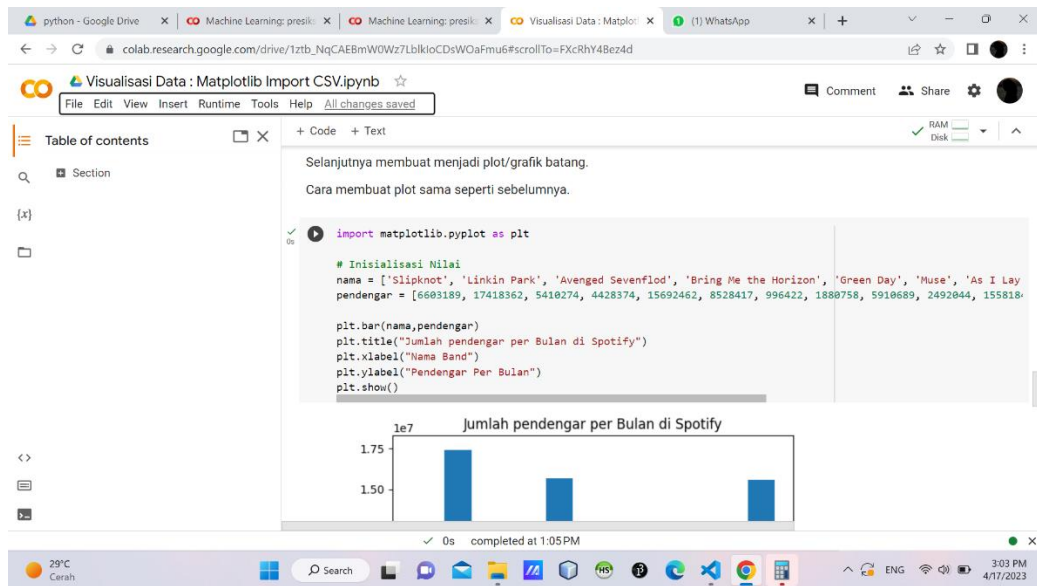 python - Google Drive
Machine Learning: presiko
Machine Learning: presiko
Visualisasi Data : Matplotl
(1) WhatsApp
colab.research.google.com/drive/1ztb_NqCAEBmW0Wz7LblkIoCDsWOaFmu6#scrollTo=FXcRhY4Bez4d
Visualisasi Data : Matplotlib Import CSV.ipynb
File Edit View Insert Runtime Tools Help All changes saved
Comment
Share
Table of contents
+ Code + Text
RAM
Disk
Section
{x}
Selanjutnya membuat menjadi plot/grafik batang.
Cara membuat plot sama seperti sebelumnya.
0s
import matplotlib.pyplot as plt
# Inisialisasi Nilai
nama = ['Slipknot', 'Linkin Park', 'Avenged Sevenflod', 'Bring Me the Horizon', 'Green Day', 'Muse', 'As I Lay
pendengar = [6603189, 17418362, 5410274, 4428374, 15692462, 8528417, 996422, 1880758, 5910689, 2492044, 155818
plt.bar(nama,pendengar)
plt.title("Jumlah pendengar per Bulan di Spotify")
plt.xlabel("Nama Band")
plt.ylabel("Pendengar Per Bulan")
plt.show()
Jumlah pendengar per Bulan di Spotify
1e7
1.75
1.50
0s completed at 1:05 PM
29°C
Cerah
Search
HS
ENG
3:03 PM
4/17/2023